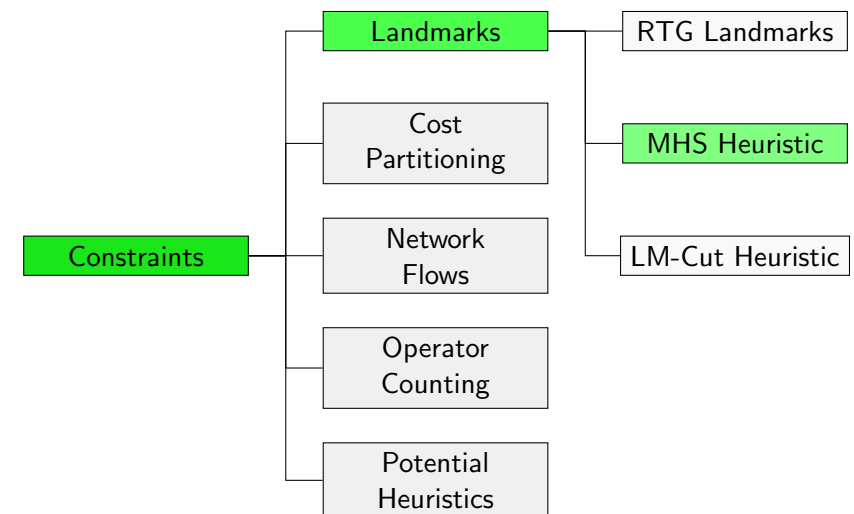 Constraints
Landmarks
Cost
Partitioning
Network
Flows
Operator
Counting
Potential
Heuristics
RTG Landmarks
MHS Heuristic
LM-Cut Heuristic